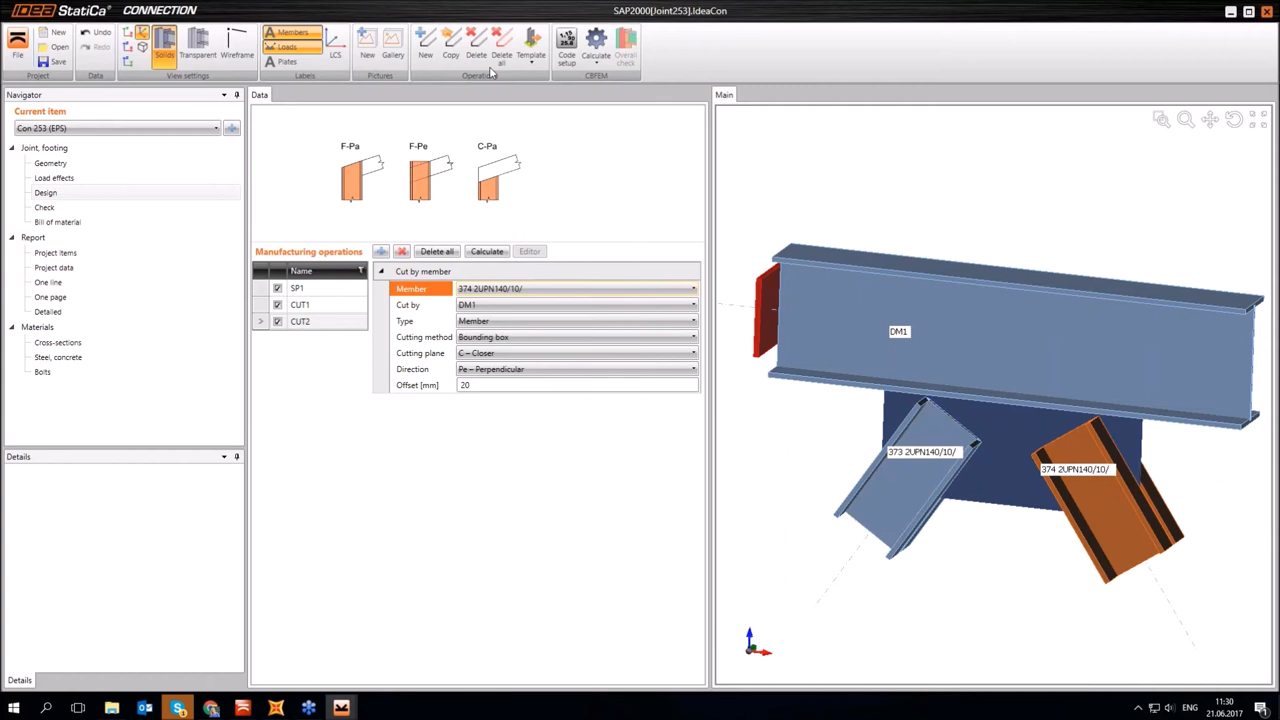 IDEA StatiCa® CONNECTION
SAP2000[Joint253].IdeaCon
File
New
Open
Save
Project
Undo
Redo
Data
Solids
Transparent
Wireframe
View settings
Members
Loads
Plates
LCS
Labels
New
Gallery
Pictures
New
Copy
Delete
Delete all
Template
Operations
Code setup
Calculate
Overall check
CBFEM
Navigator
Current item
Con 253 (EPS)
Joint, footing
Geometry
Load effects
Design
Check
Bill of material
Report
Project items
Project data
One line
One page
Detailed
Materials
Cross-sections
Steel, concrete
Bolts
Details
Details
Data
F-Pa
F-Pe
C-Pa
Manufacturing operations
Delete all
Calculate
Editor
Name
SP1
CUT1
CUT2
Cut by member
Member 374 2UPN140/10/
Cut by DM1
Type Member
Cutting method Bounding box
Cutting plane C – Closer
Direction Pe – Perpendicular
Offset [mm] 20
Main
DM1
373 2UPN140/10/
374 2UPN140/10/
ENG
11:30
21.06.2017